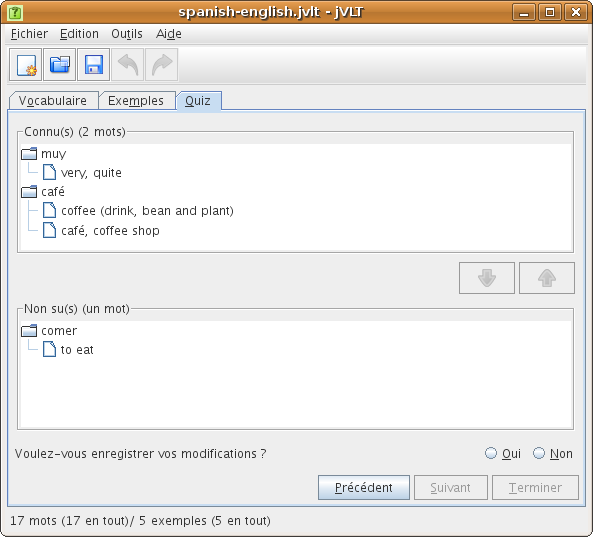 spanish-english.jvlt - jVLT
Fichier Edition Outils Aide
Vocabulaire Exemples Quiz
Connu(s) (2 mots)
muy
very, quite
café
coffee (drink, bean and plant)
café, coffee shop
Non su(s) (un mot)
comer
to eat
Voulez-vous enregistrer vos modifications ? Oui Non
Précédent Suivant Terminer
17 mots (17 en tout)/ 5 exemples (5 en tout)